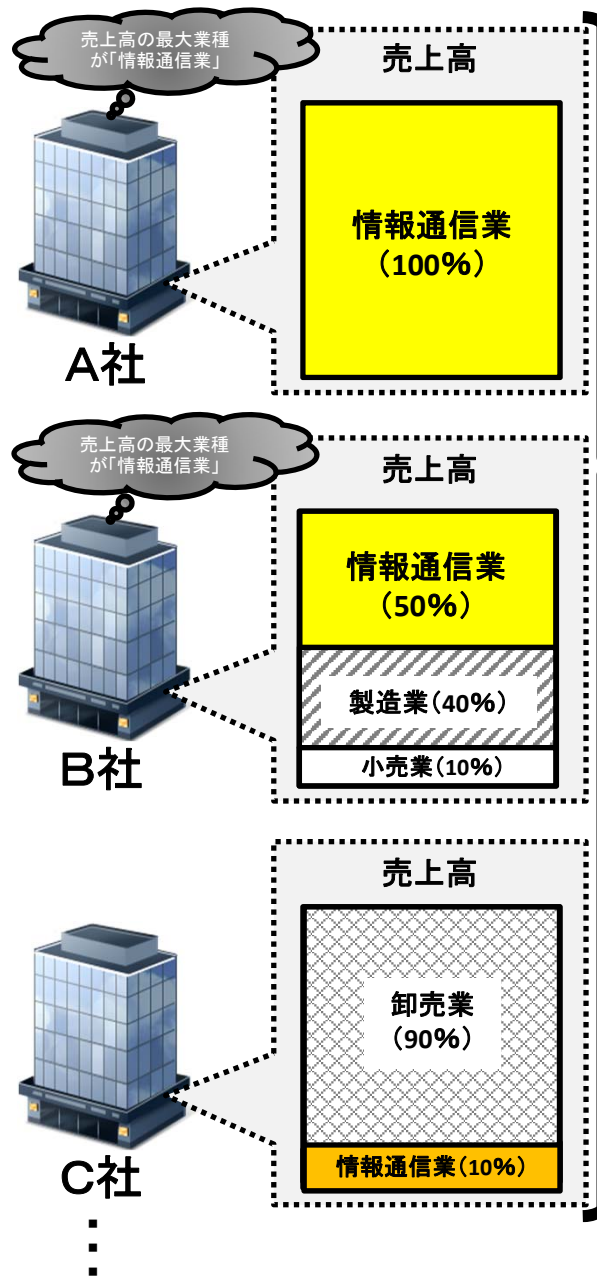 売上高の最大業種
が「情報通信業」
売上高
情報通信業
（100％）
A社
売上高の最大業種
が「情報通信業」
売上高
情報通信業
（50％）
製造業（40％）
小売業（10％）
B社
売上高
卸売業
（90％）
情報通信業（10％）
C社